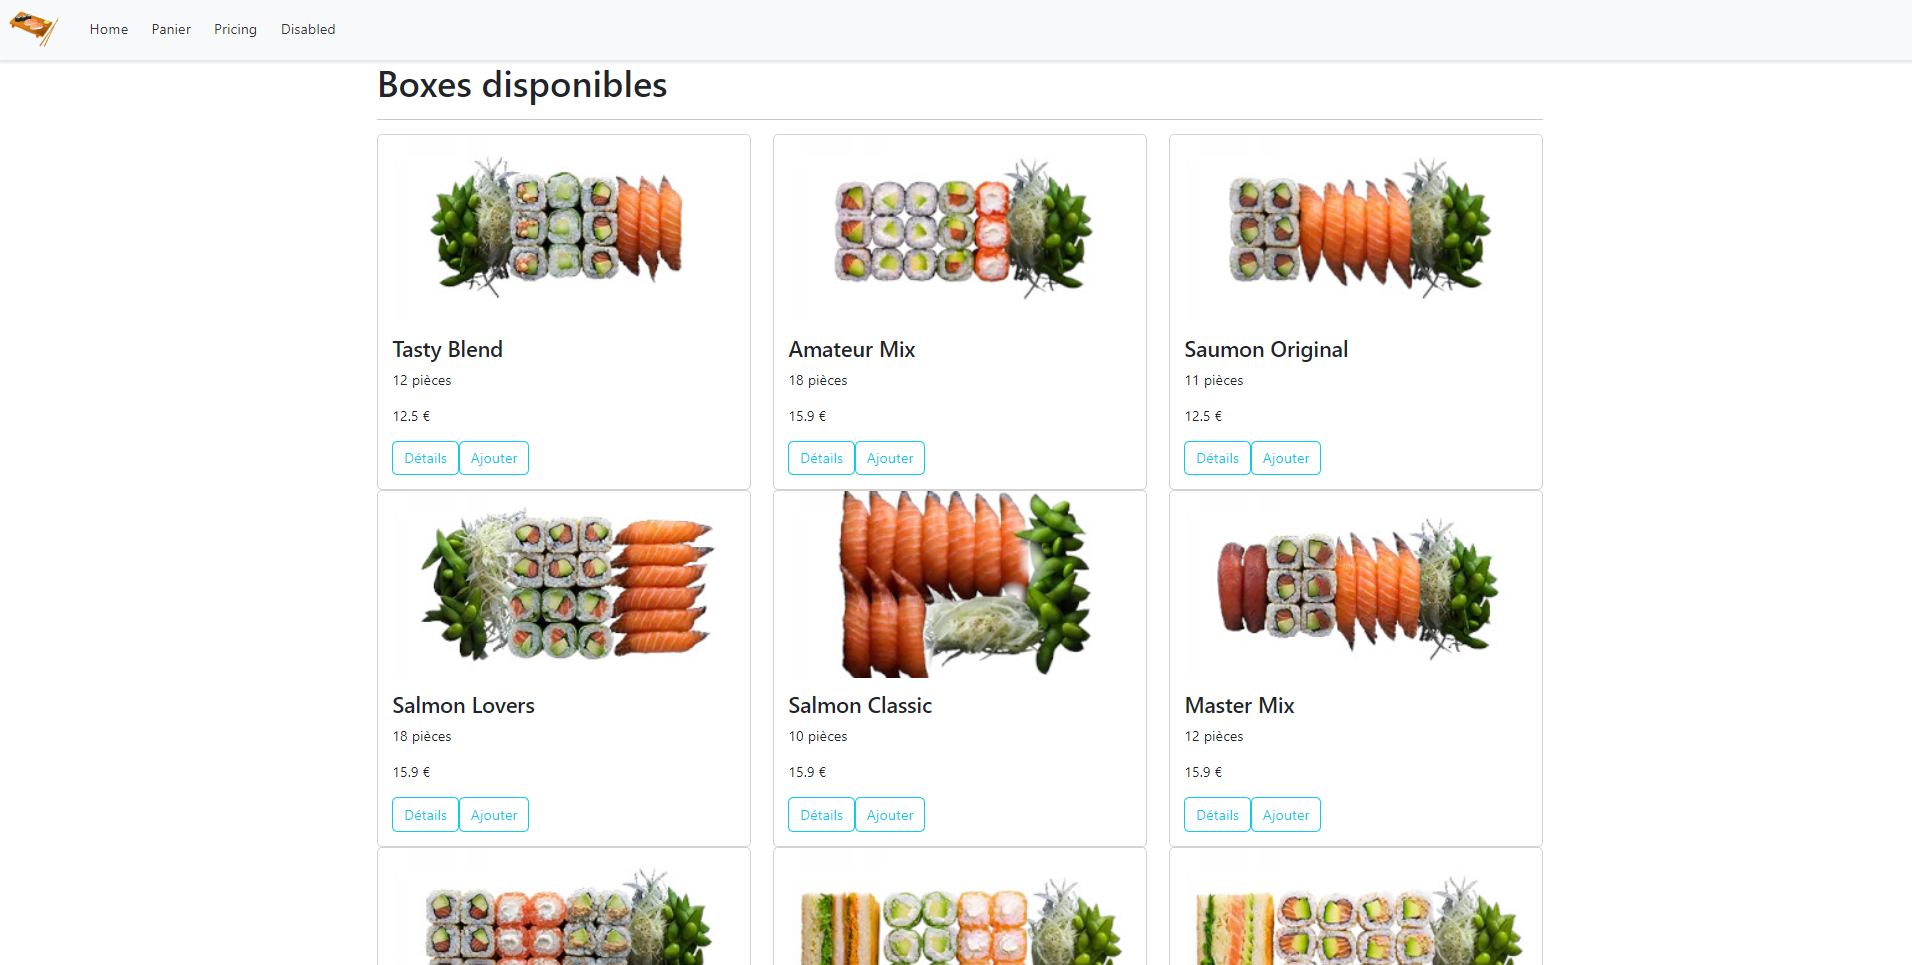 Home Panier Pricing Disabled
Boxes disponibles
Tasty Blend
12 pièces
12.5 €
Détails Ajouter
Amateur Mix
18 pièces
15.9 €
Détails Ajouter
Saumon Original
11 pièces
12.5 €
Détails Ajouter
Salmon Lovers
18 pièces
15.9 €
Détails Ajouter
Salmon Classic
10 pièces
15.9 €
Détails Ajouter
Master Mix
12 pièces
15.9 €
Détails Ajouter